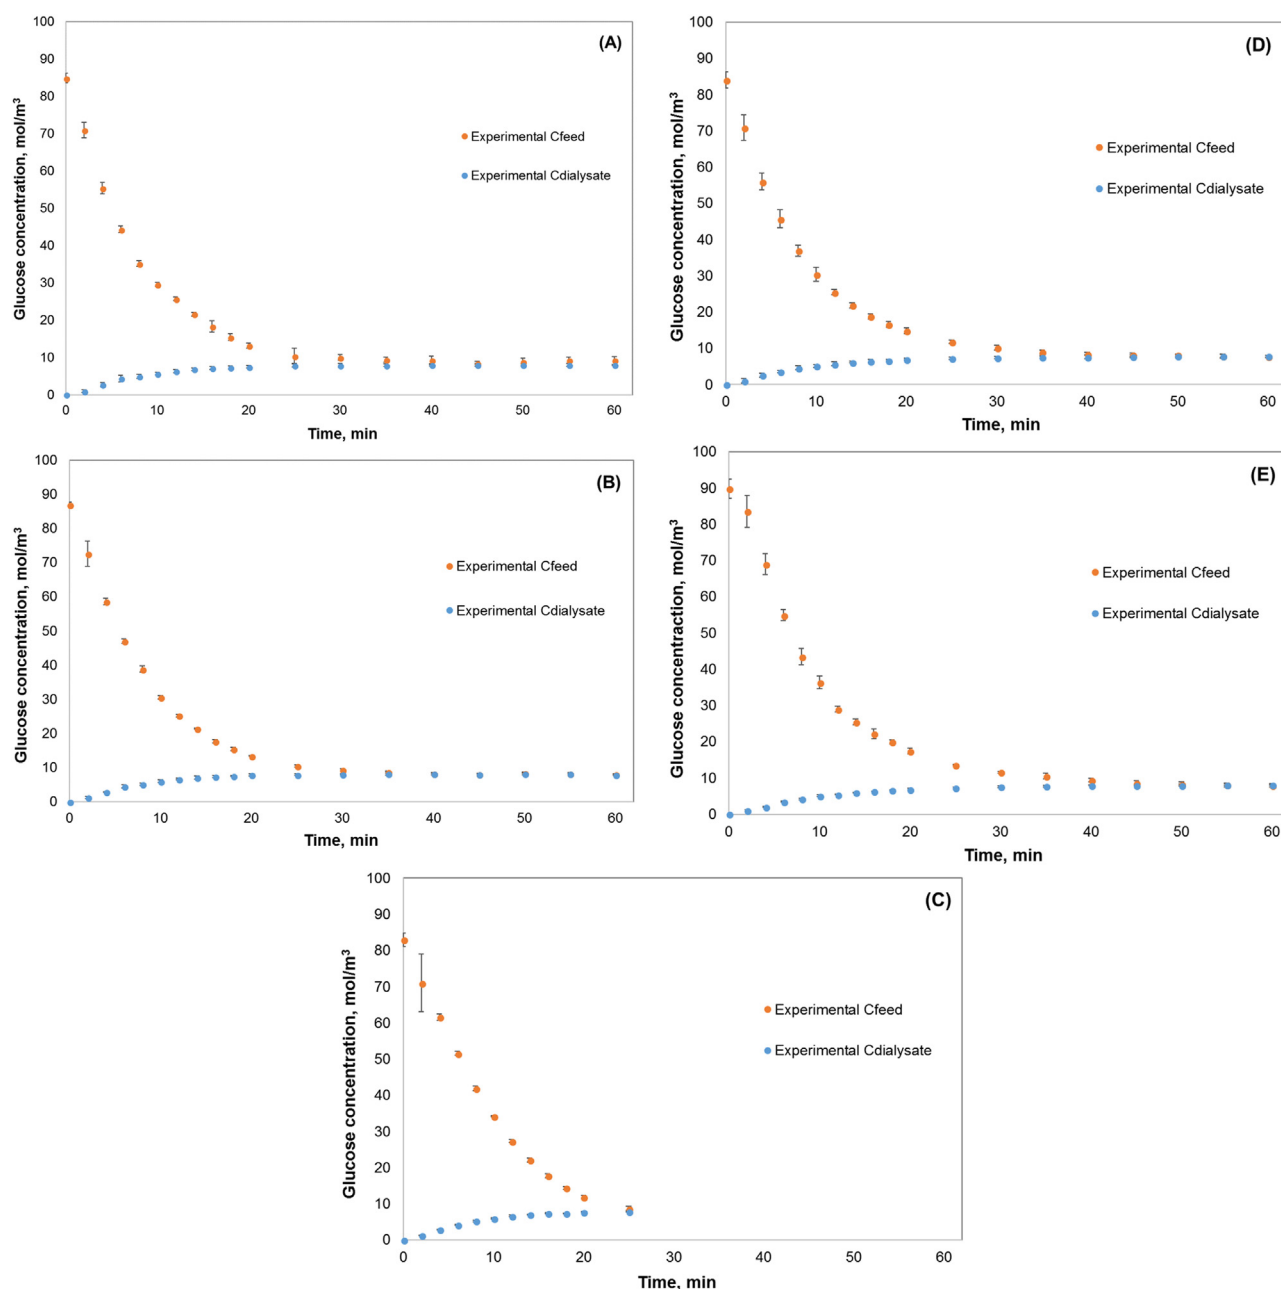 (A)
Glucose concentration, mol/m³
100
90
80
70
60
50
40
30
20
10
0
Experimental Cfeed
Experimental Cdialysate
0 10 20 30 40 50 60
Time, min
(D)
Glucose concentration, mol/m³
100
90
80
70
60
50
40
30
20
10
0
Experimental Cfeed
Experimental Cdialysate
0 10 20 30 40 50 60
Time, min
(B)
Glucose concentration, mol/m³
100
90
80
70
60
50
40
30
20
10
0
Experimental Cfeed
Experimental Cdialysate
0 10 20 30 40 50 60
Time, min
(E)
Glucose concentraction, mol/m³
100
90
80
70
60
50
40
30
20
10
0
Experimental Cfeed
Experimental Cdialysate
0 10 20 30 40 50 60
Time, min
(C)
Glucose concentration, mol/m³
100
90
80
70
60
50
40
30
20
10
0
Experimental Cfeed
Experimental Cdialysate
0 10 20 30 40 50 60
Time, min